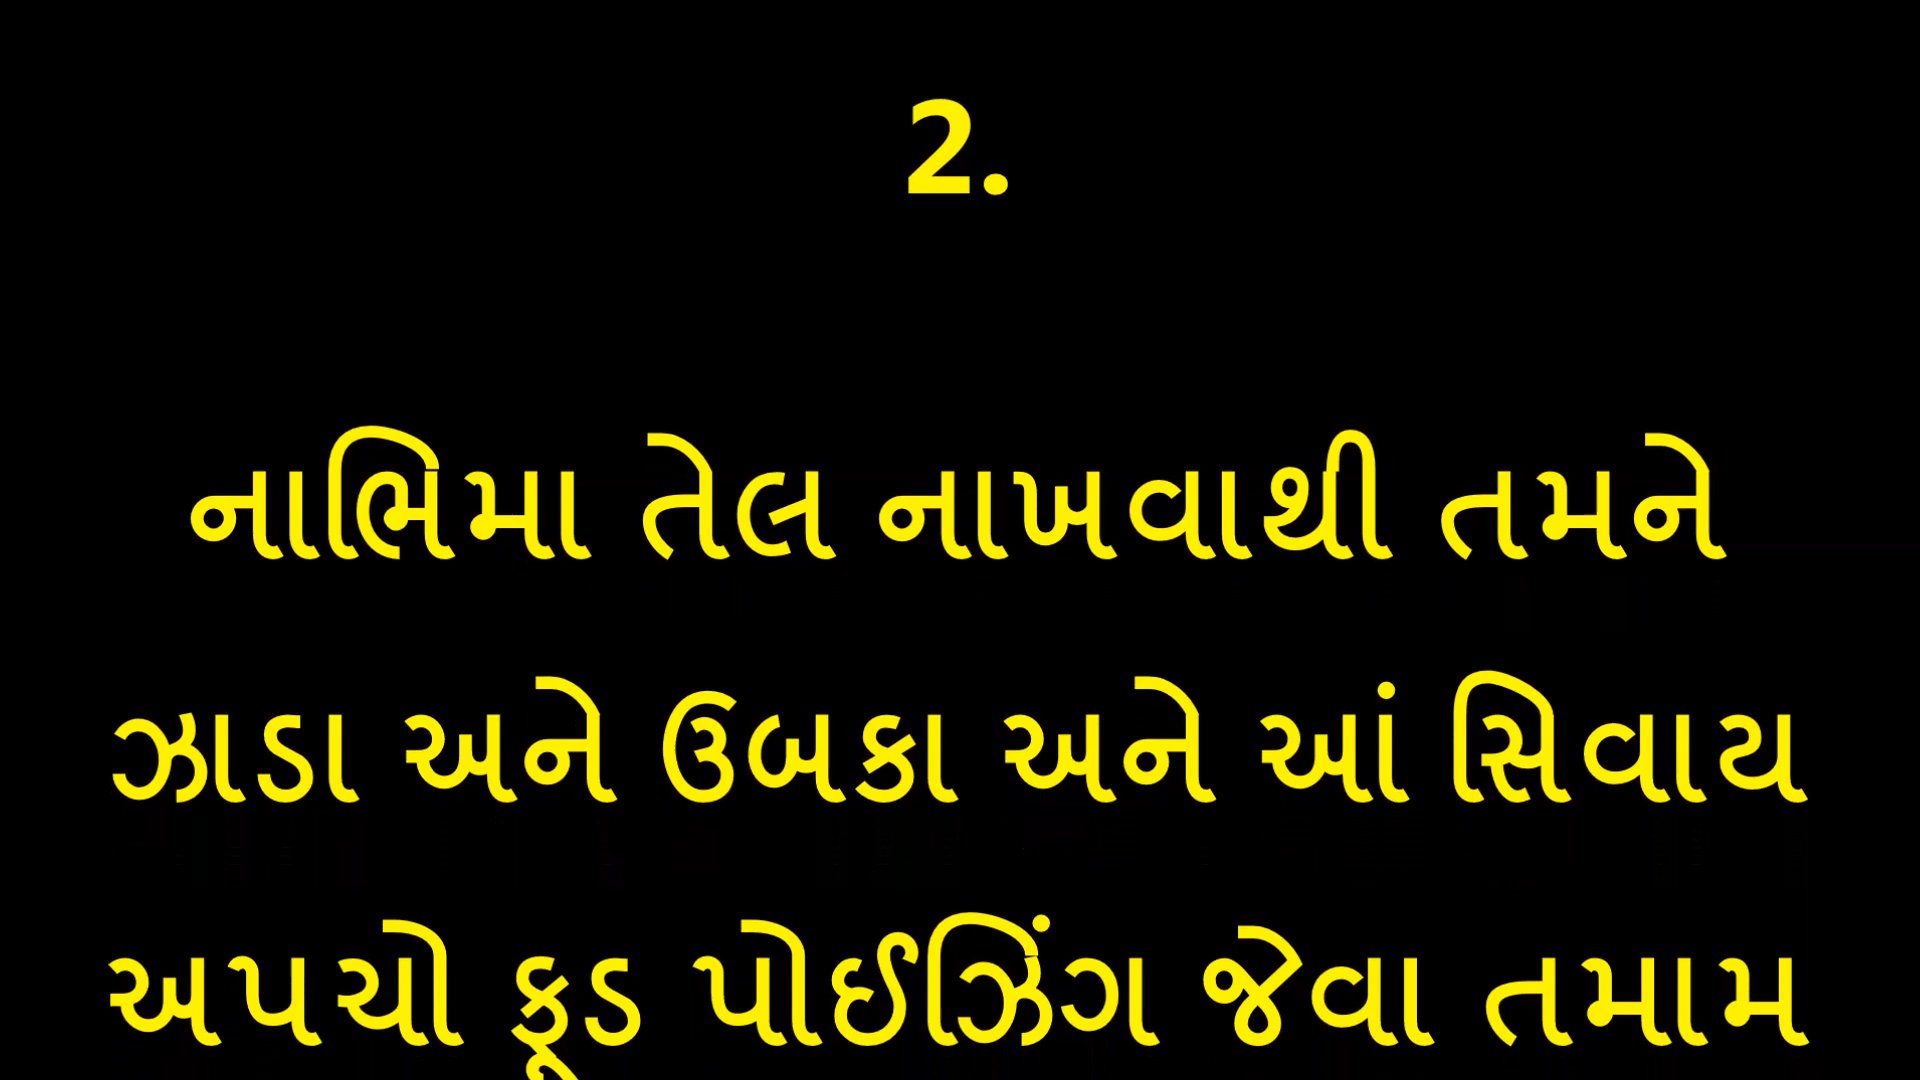 2.
નાભિમા તેલ નાખવાથી તમને
ઝાડા અને ઉબકા અને આં સિવાય
અપચો ફૂડ પોઈઝિંગ જેવા તમામ